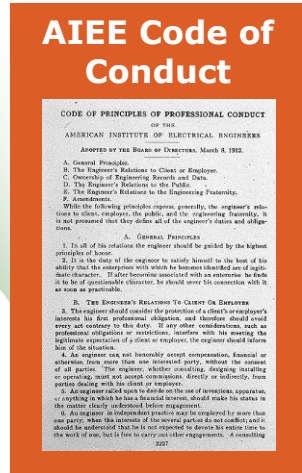 AIEE Code of
Conduct
CODE OF PRINCIPLES OF PROFESSIONAL CONDUCT
OF THE
AMERICAN INSTITUTE OF ELECTRICAL ENGINEERS
ADOPTED BY THE BOARD OF DIRECTORS, March 8, 1912.
A. General Principles.
B. The Engineer's Relations to Client or Employer.
C. Ownership of Engineering Records and Data.
D. The Engineer's Relations to the Public.
E. The Engineer's Relations to the Engineering Fraternity.
F. Amendments.
While the following principles express, generally, the engineer's rela-
tions to client, employer, the public, and the engineering fraternity, it
is not presumed that they define all of the engineer's duties and obliga-
tions.
A. GENERAL PRINCIPLES
1. In all of his relations the engineer should be guided by the highest
principles of honor.
2. It is the duty of the engineer to satisfy himself to the best of his
ability that the enterprises with which he becomes identified are of legiti-
mate character. If after becoming associated with an enterprise he finds
it to be of questionable character, he should sever his connection with it
as soon as practicable.
B. THE ENGINEER'S RELATIONS TO CLIENT OR EMPLOYER
3. The engineer should consider the protection of a client's or employer's
interests his first professional obligation, and therefore should avoid
every act contrary to this duty. If any other considerations, such as
professional obligations or restrictions, interfere with his meeting the
legitimate expectation of a client or employer, the engineer should inform
him of the situation.
4. An engineer can not honorably accept compensation, financial or
otherwise, from more than one interested party, without the consent
of all parties. The engineer, whether consulting, designing, installing
or operating, must not accept commissions, directly or indirectly, from
parties dealing with his client or employer.
5. An engineer called upon to decide on the use of inventions, apparatus,
or anything in which he has a financial interest, should make his status in
the matter clearly understood before engagement.
6. An engineer in independent practice may be employed by more than
one party, when the interests of the several parties do not conflict; and it
should be understood that he is not expected to devote his entire time to
the work of one, but is free to carry out other engagements. A consulting
2227